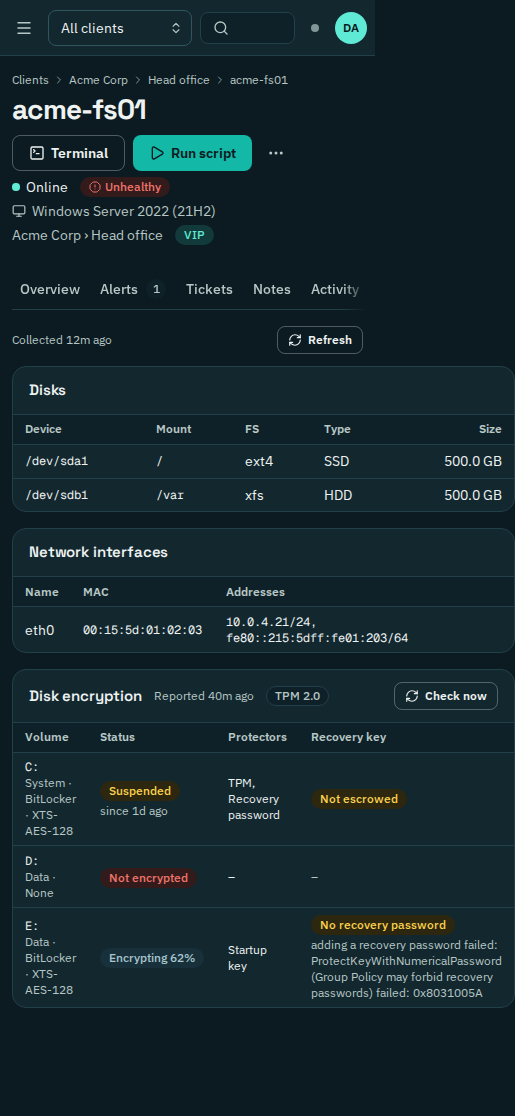 All clients
DA
Clients > Acme Corp > Head office > acme-fs01
acme-fs01
Terminal
Run script
Online
Unhealthy
Windows Server 2022 (21H2)
Acme Corp › Head office
VIP
Overview Alerts 1 Tickets Notes Activity
Collected 12m ago
Refresh
Disks
Device Mount FS Type Size
/dev/sda1 / ext4 SSD 500.0 GB
/dev/sdb1 /var xfs HDD 500.0 GB
Network interfaces
Name MAC Addresses
eth0 00:15:5d:01:02:03 10.0.4.21/24,
fe80::215:5dff:fe01:203/64
Disk encryption Reported 40m ago TPM 2.0 Check now
Volume Status Protectors Recovery key
C:
System ·
BitLocker
· XTS-
AES-128
Suspended
since 1d ago
TPM,
Recovery
password
Not escrowed
D:
Data ·
None
Not encrypted
–
–
E:
Data ·
BitLocker
· XTS-
AES-128
Encrypting 62%
Startup
key
No recovery password
adding a recovery password failed:
ProtectKeyWithNumericalPassword
(Group Policy may forbid recovery
passwords) failed: 0x8031005A